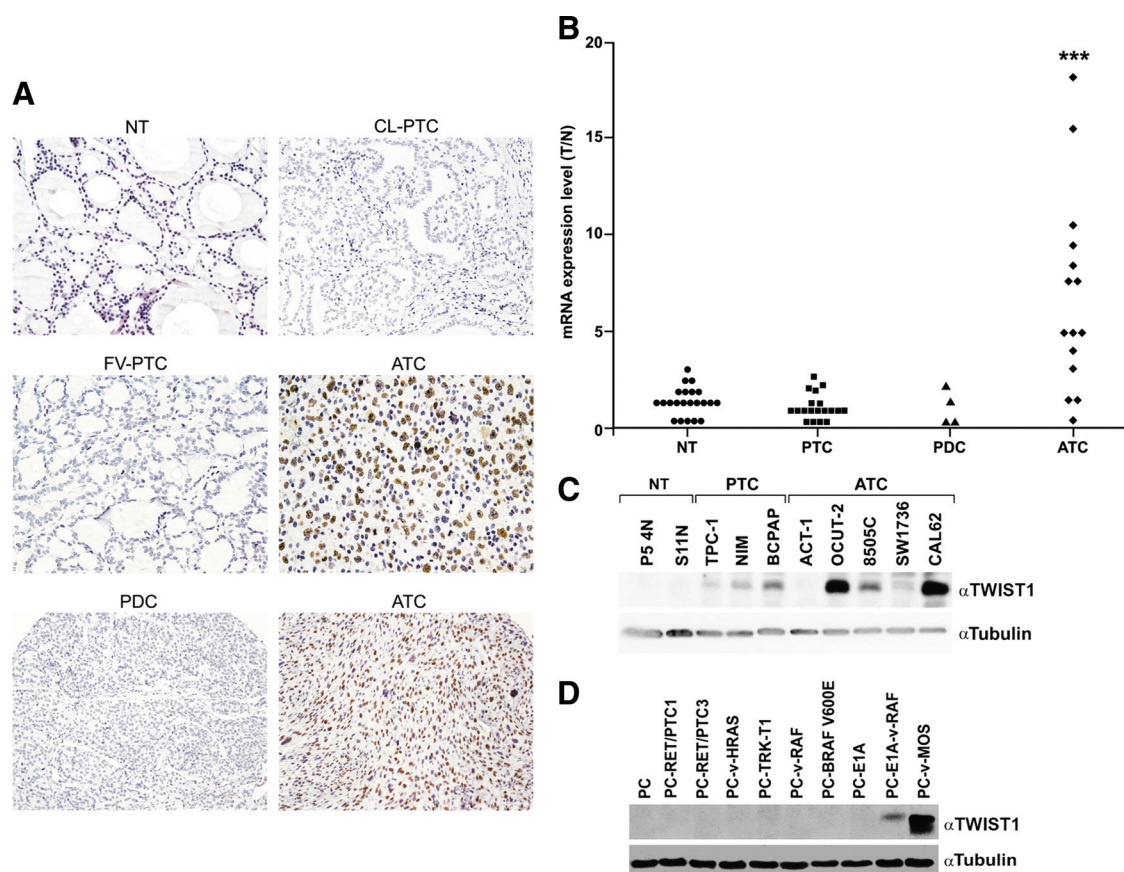 A
NT
CL-PTC
FV-PTC
ATC
PDC
ATC
B
mRNA expression level (T/N)
20
15
10
5
0
***
NT
PTC
PDC
ATC
C
NT
PTC
ATC
P5 4N
S11N
TPC-1
NIM
BCPAP
ACT-1
OCUT-2
8505C
SW1736
CAL62
αTWIST1
αTubulin
D
PC
PC-RET/PTC1
PC-RET/PTC3
PC-v-HRAS
PC-TRK-T1
PC-v-RAF
PC-BRAF V600E
PC-E1A
PC-E1A-v-RAF
PC-v-MOS
αTWIST1
αTubulin